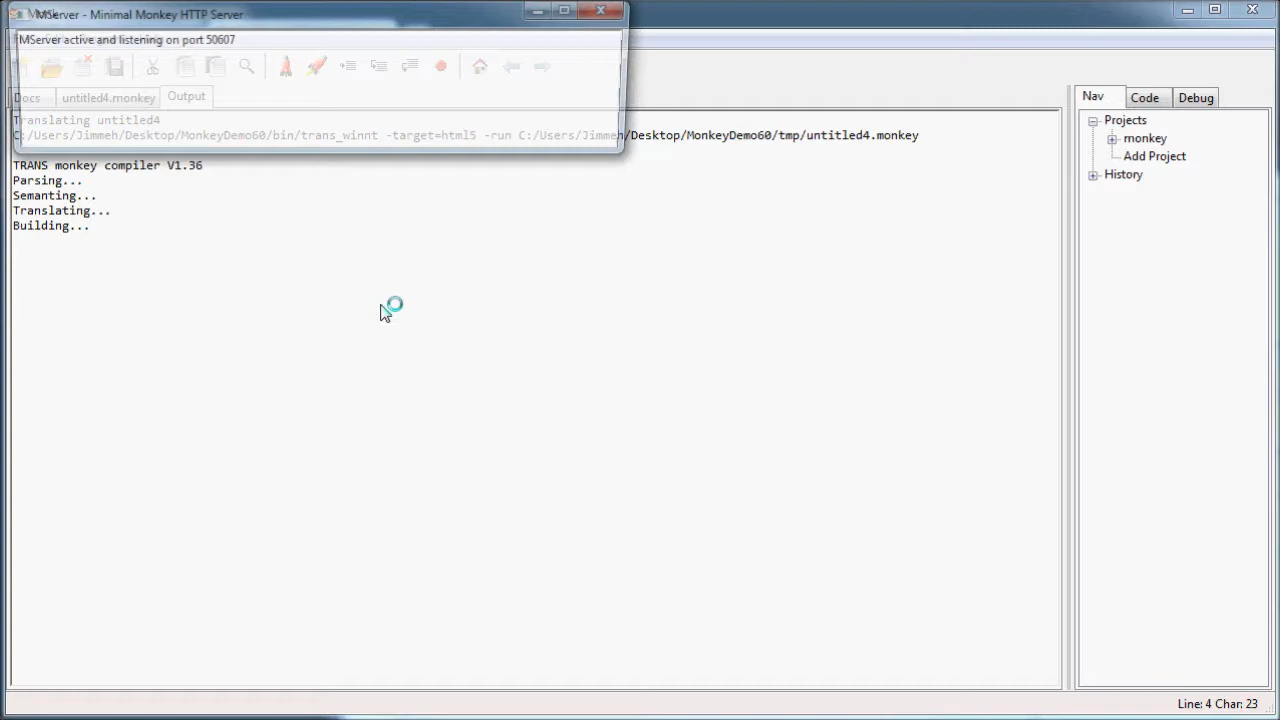 MServer - Minimal Monkey HTTP Server
MServer active and listening on port 50607
Docs untitled4.monkey Output
Nav Code Debug
Translating untitled4
C:/Users/Jimmeh/Desktop/MonkeyDemo60/bin/trans_winnt -target=html5 -run C:/Users/Jimmeh/Desktop/MonkeyDemo60/tmp/untitled4.monkey
TRANS monkey compiler V1.36
Parsing...
Semanting...
Translating...
Building...
Projects
monkey
Add Project
History
Line: 4 Char: 23